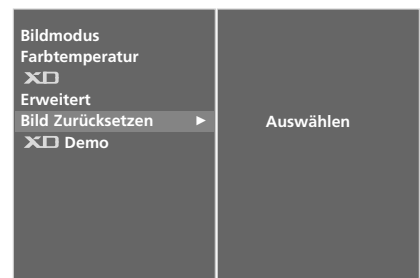 Bildmodus
Farbtemperatur
XD
Erweitert
Bild Zurücksetzen ►
Auswählen
XD Demo